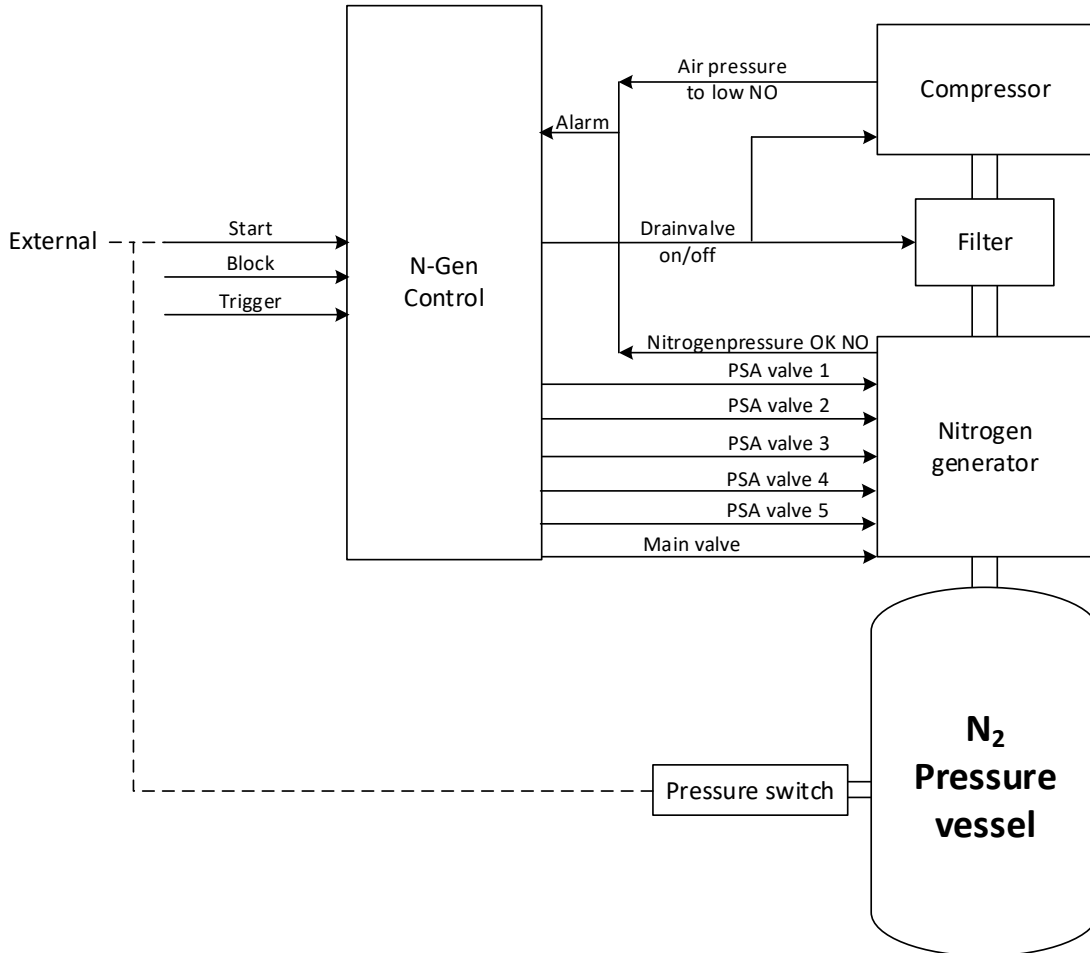 Air pressure
to low NO
Compressor
Alarm
External
Start
Drainvalve
on/off
Filter
Block
N-Gen
Control
Trigger
Nitrogenpressure OK NO
PSA valve 1
PSA valve 2
Nitrogen
generator
PSA valve 3
PSA valve 4
PSA valve 5
Main valve
N₂
Pressure
vessel
Pressure switch